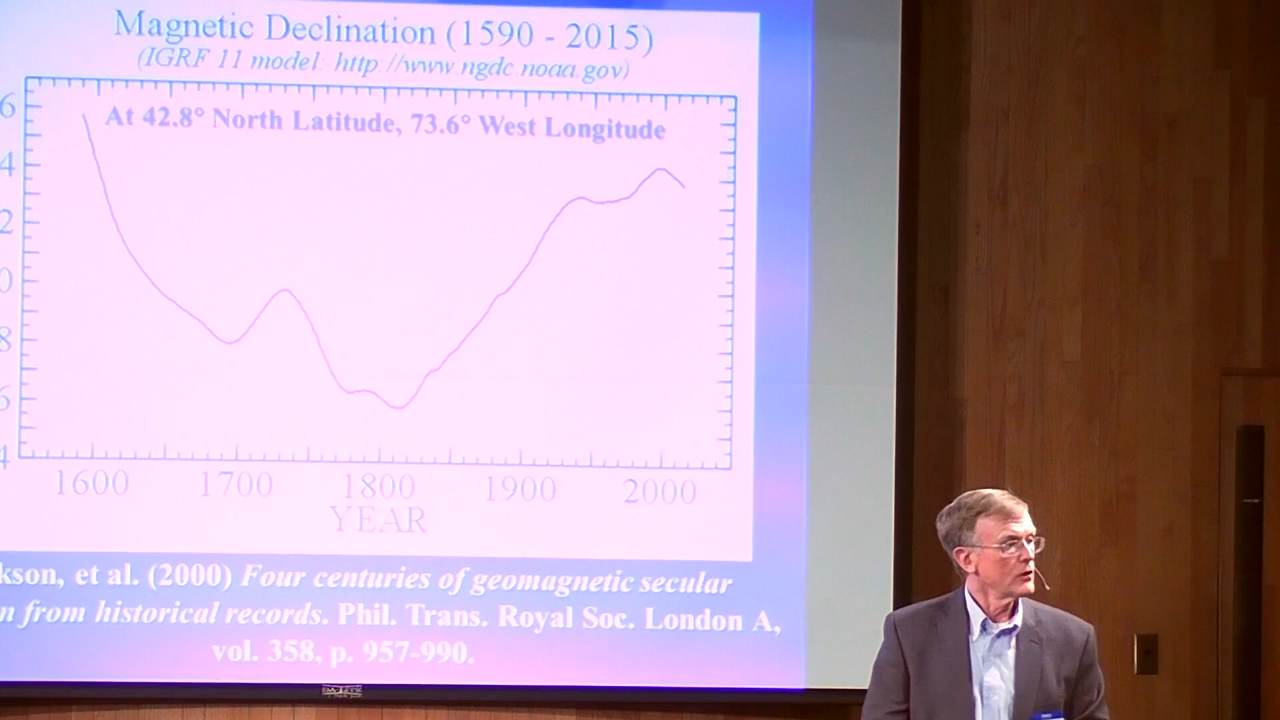 Magnetic Declination (1590 - 2015)
(IGRF 11 model: http://www.ngdc.noaa.gov)
At 42.8° North Latitude, 73.6° West Longitude
6
4
2
0
8
6
4
1600 1700 1800 1900 2000
YEAR
kson, et al. (2000) Four centuries of geomagnetic secular
n from historical records. Phil. Trans. Royal Soc. London A,
vol. 358, p. 957-990.
DA-LITE